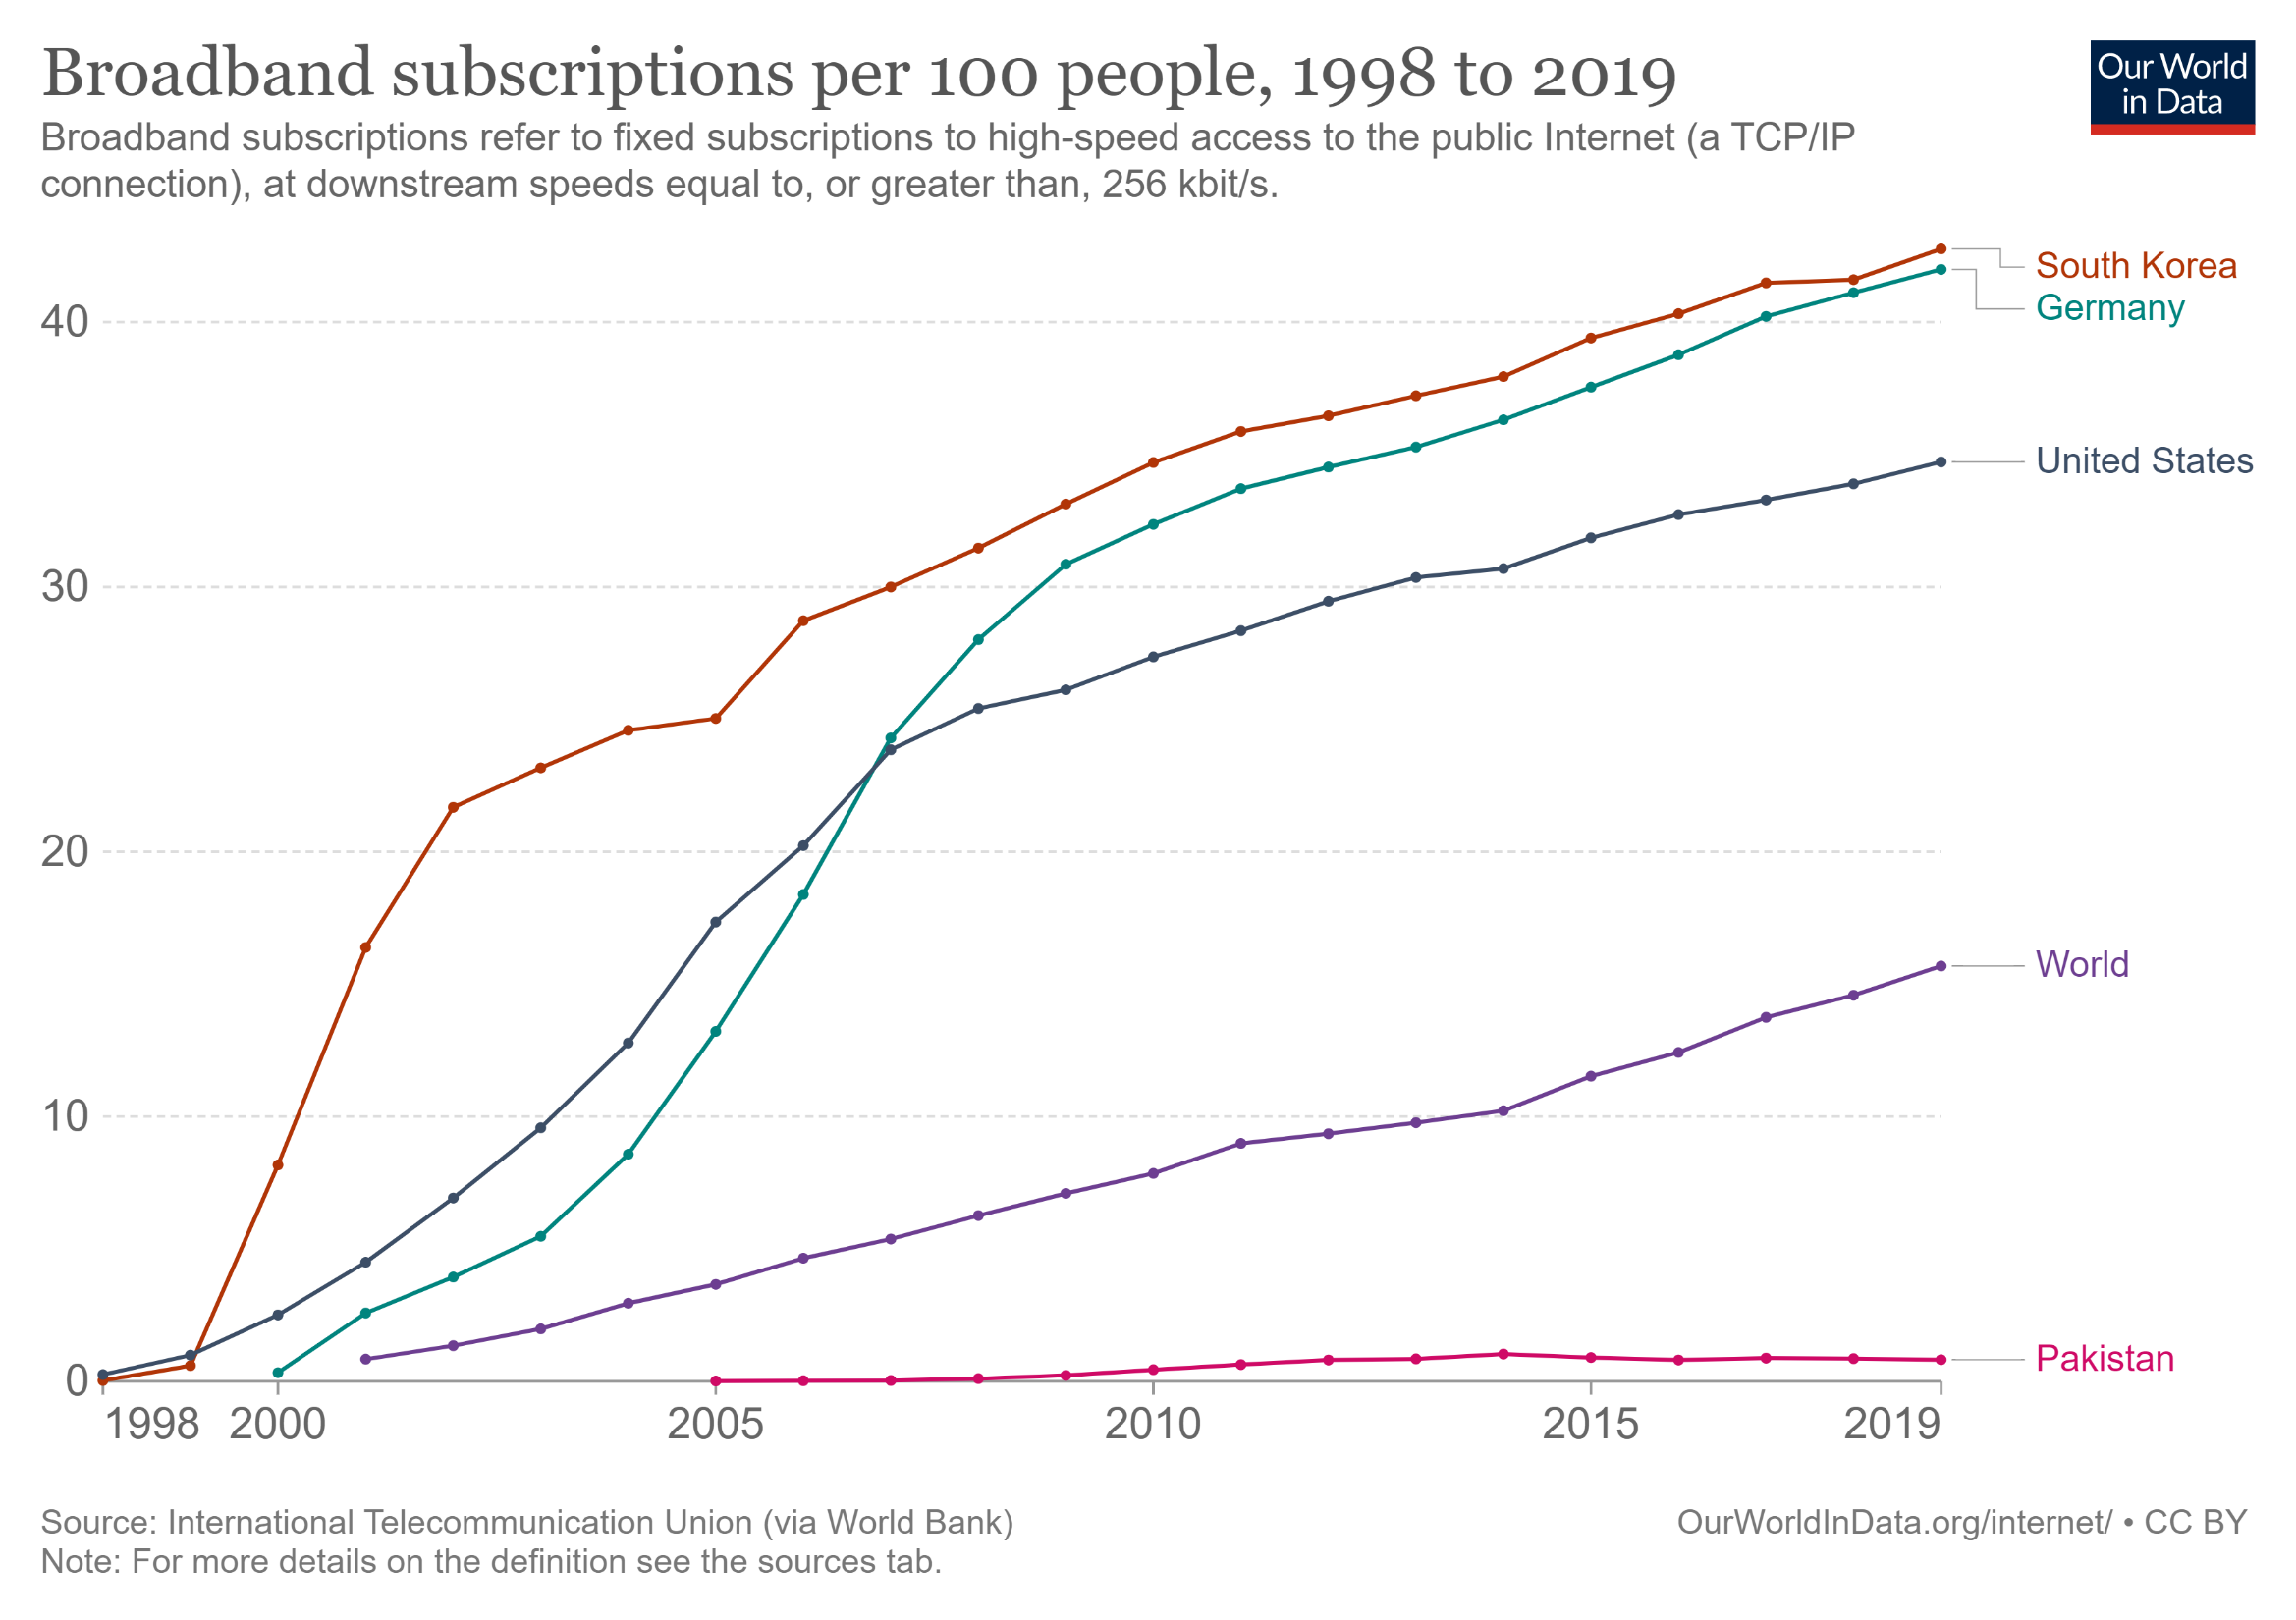 Broadband subscriptions per 100 people, 1998 to 2019
Our World
in Data
Broadband subscriptions refer to fixed subscriptions to high-speed access to the public Internet (a TCP/IP
connection), at downstream speeds equal to, or greater than, 256 kbit/s.
South Korea
Germany
40
United States
30
20
World
10
Pakistan
0
1998 2000 2005 2010 2015 2019
Source: International Telecommunication Union (via World Bank)
Note: For more details on the definition see the sources tab.
OurWorldInData.org/internet/ • CC BY